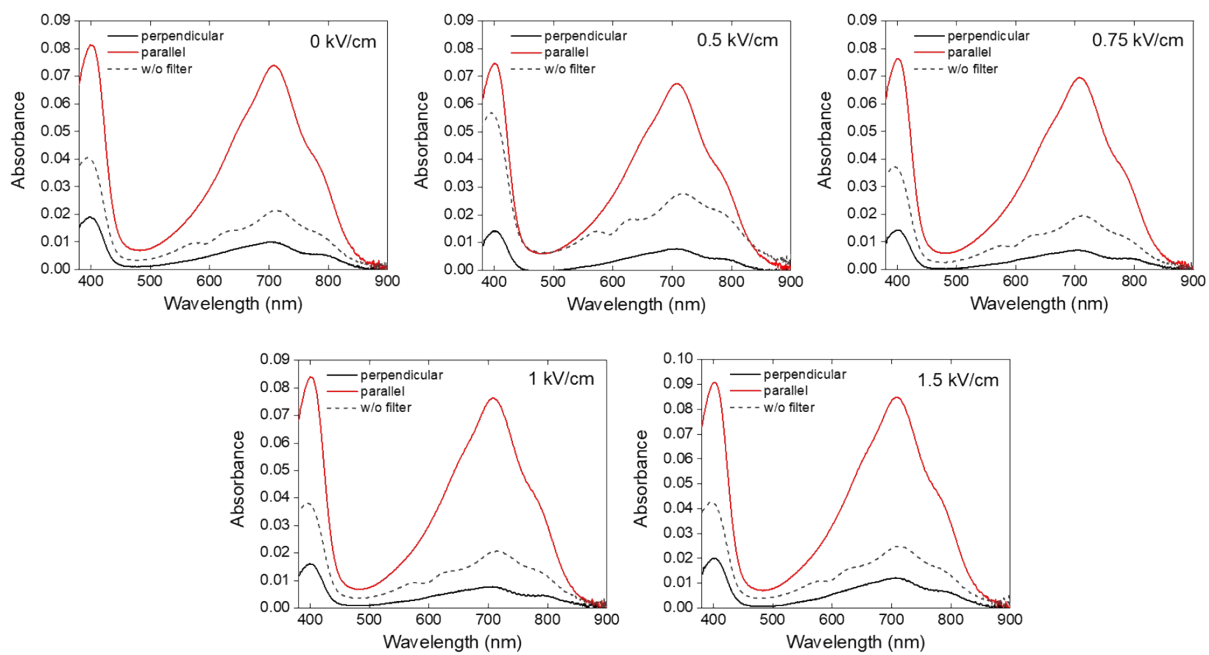 0 kV/cm
perpendicular
parallel
w/o filter
Absorbance
0.09
0.08
0.07
0.06
0.05
0.04
0.03
0.02
0.01
0.00
400 500 600 700 800 900
Wavelength (nm)
0.5 kV/cm
perpendicular
parallel
w/o filter
Absorbance
0.09
0.08
0.07
0.06
0.05
0.04
0.03
0.02
0.01
0.00
400 500 600 700 800 900
Wavelength (nm)
0.75 kV/cm
perpendicular
parallel
w/o filter
Absorbance
0.09
0.08
0.07
0.06
0.05
0.04
0.03
0.02
0.01
0.00
400 500 600 700 800 900
Wavelength (nm)
1 kV/cm
perpendicular
parallel
w/o filter
Absorbance
0.09
0.08
0.07
0.06
0.05
0.04
0.03
0.02
0.01
0.00
400 500 600 700 800 900
Wavelength (nm)
1.5 kV/cm
perpendicular
parallel
w/o filter
Absorbance
0.10
0.09
0.08
0.07
0.06
0.05
0.04
0.03
0.02
0.01
0.00
400 500 600 700 800 900
Wavelength (nm)